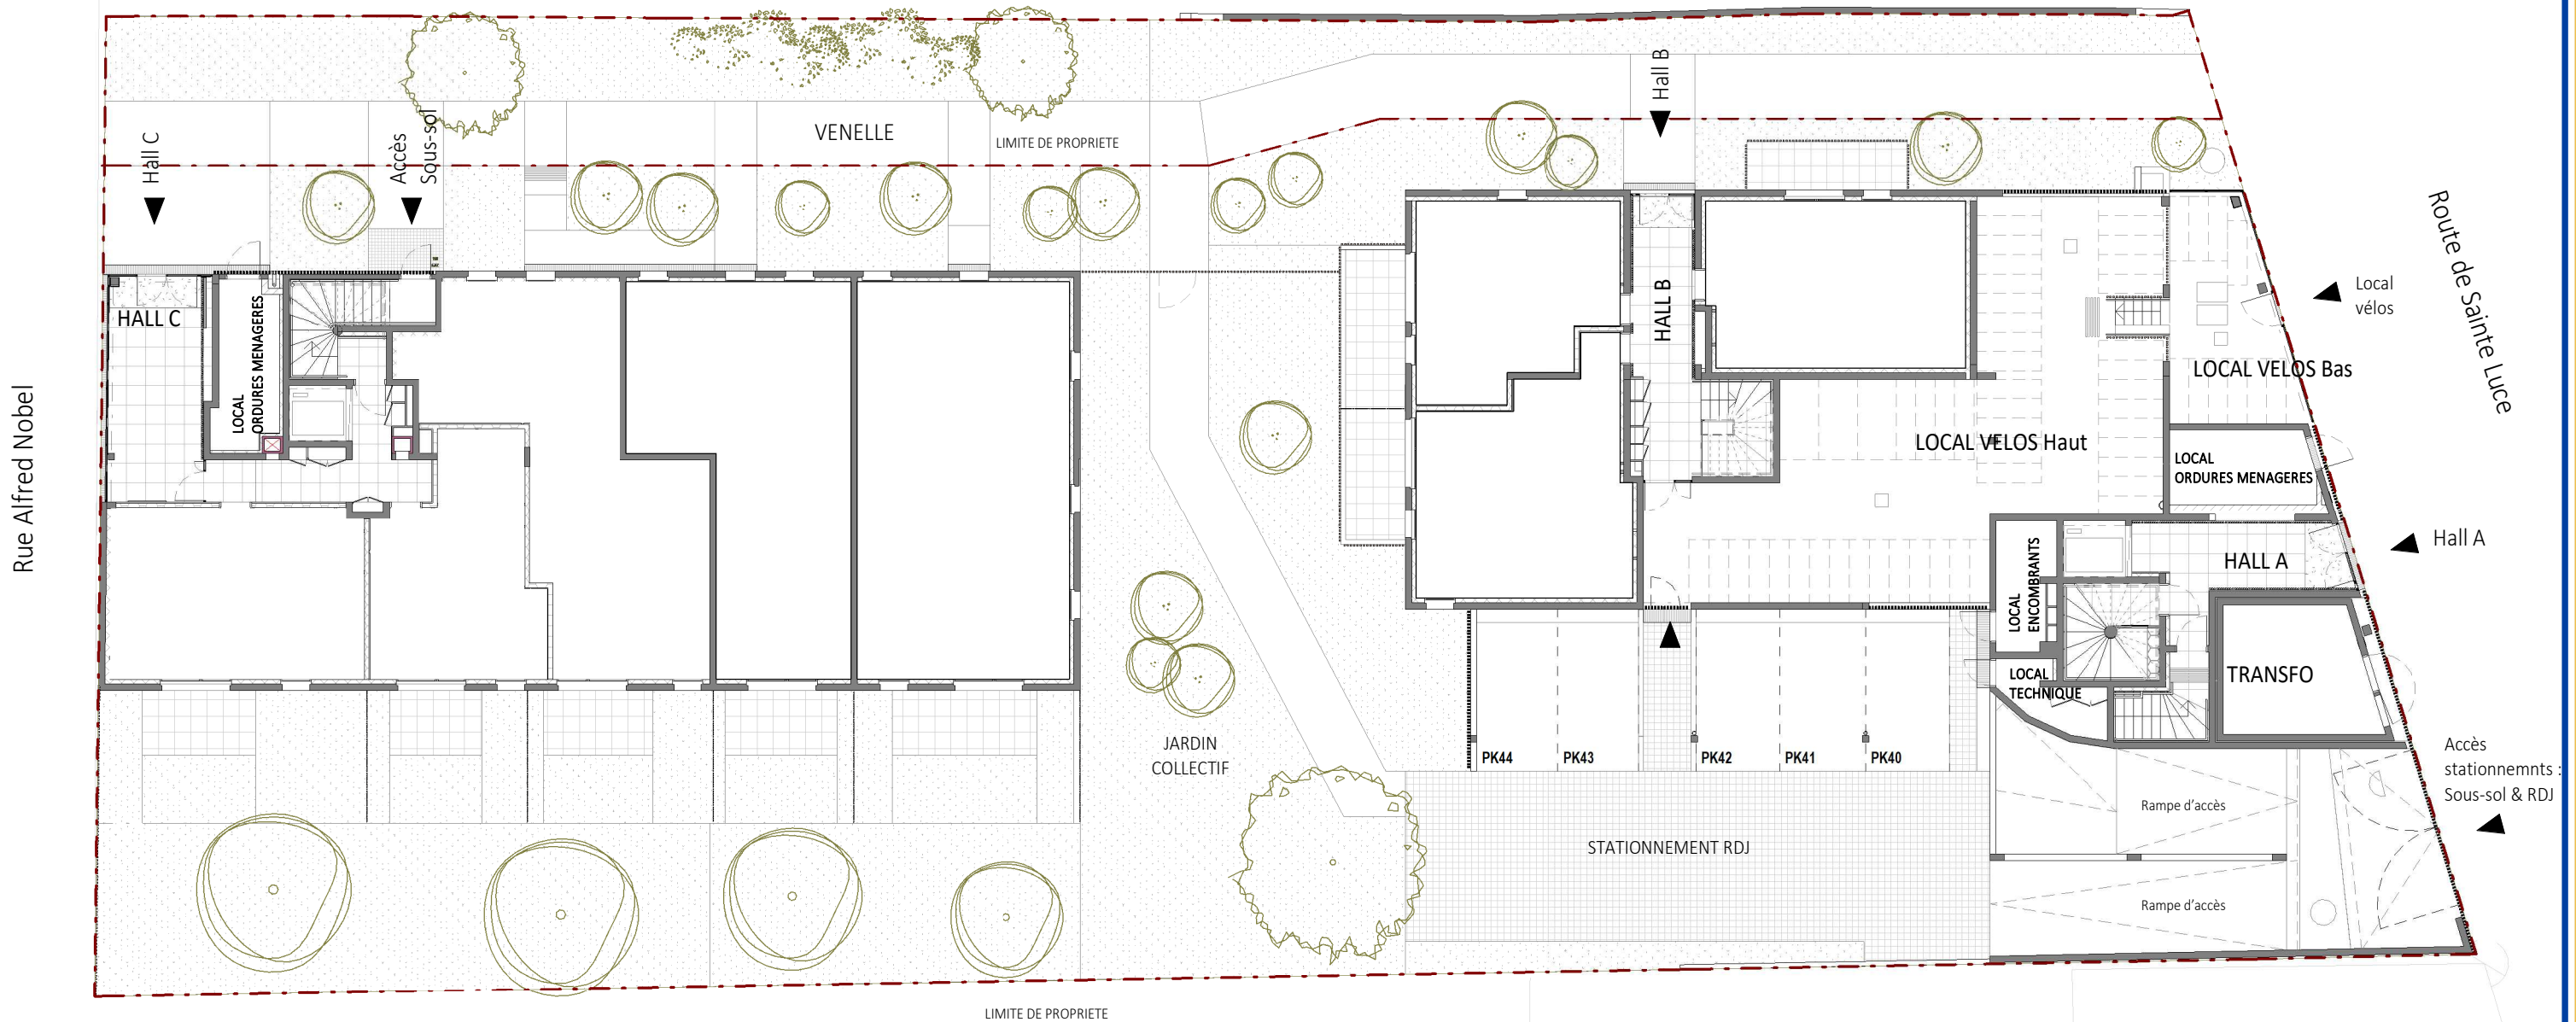 Rue Alfred Nobel
Hall C
Accès
Sous-sol
VENELLE
LIMITE DE PROPRIETE
Hall B
Route de Sainte Luce
Local
vélos
HALL C
LOCAL
ORDURES MENAGERES
HALL B
LOCAL VELOS Bas
LOCAL VELOS Haut
LOCAL
ORDURES MENAGERES
Hall A
HALL A
LOCAL
ENCOMBRANTS
LOCAL
TECHNIQUE
TRANSFO
JARDIN
COLLECTIF
PK44
PK43
PK42
PK41
PK40
Accès
stationnemnts :
Sous-sol & RDJ
Rampe d'accès
STATIONNEMENT RDJ
Rampe d'accès
LIMITE DE PROPRIETE